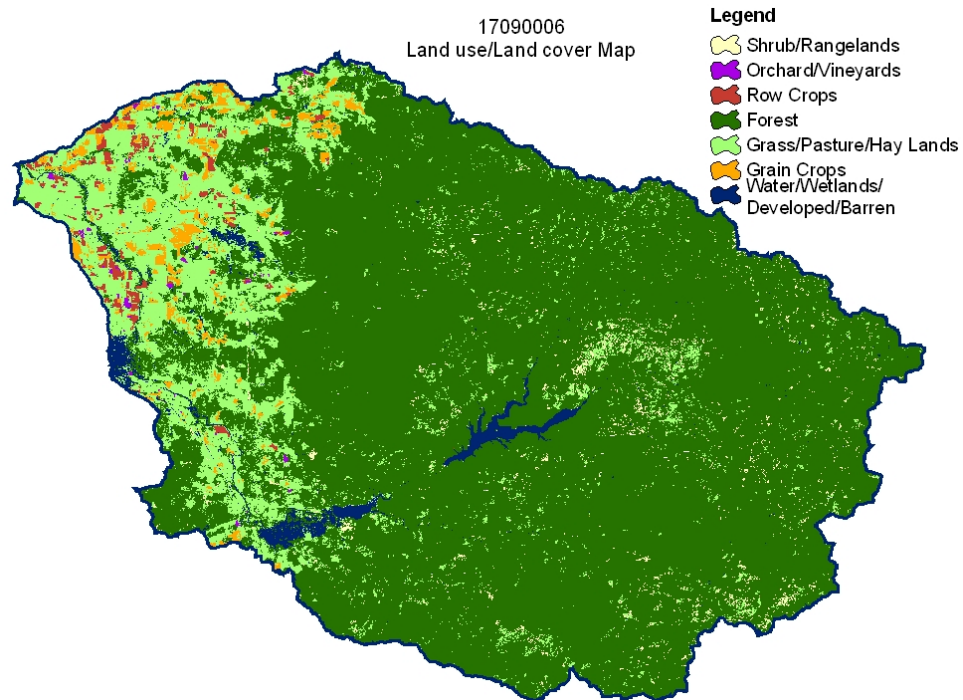 17090006
Land use/Land cover Map
Legend
Shrub/Rangelands
Orchard/Vineyards
Row Crops
Forest
Grass/Pasture/Hay Lands
Grain Crops
Water/Wetlands/
Developed/Barren